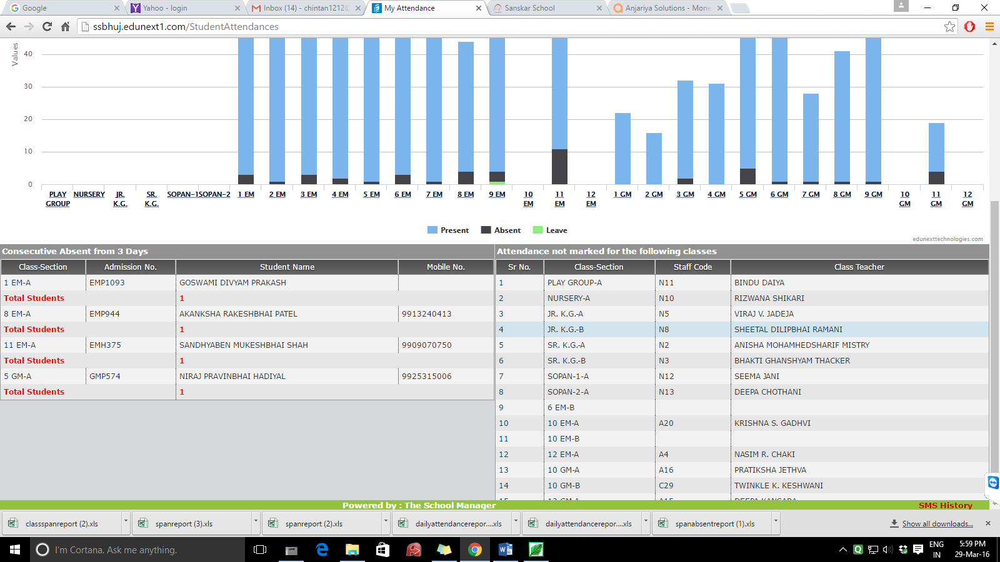 Google
Yahoo - login
Inbox (14) - chintan1212@
My Attendance
Sanskar School
Anjariya Solutions - Mone
ssbhuj.edunext1.com/StudentAttendances
Values
40
30
20
10
0
PLAY GROUP
NURSERY
JR. K.G.
SR. K.G.
SOPAN-1
SOPAN-2
1 EM
2 EM
3 EM
4 EM
5 EM
6 EM
7 EM
8 EM
9 EM
10 EM
11 EM
12 EM
1 GM
2 GM
3 GM
4 GM
5 GM
6 GM
7 GM
8 GM
9 GM
10 GM
11 GM
12 GM
Present Absent Leave
edunexttechnologies.com
Consecutive Absent from 3 Days
Class-Section Admission No. Student Name Mobile No.
1 EM-A EMP1093 GOSWAMI DIVYAM PRAKASH
Total Students 1
8 EM-A EMP944 AKANKSHA RAKESHBHAI PATEL 9913240413
Total Students 1
11 EM-A EMH375 SANDHYABEN MUKESHBHAI SHAH 9909070750
Total Students 1
5 GM-A GMP574 NIRAJ PRAVINBHAI HADIYAL 9925315006
Total Students 1
Attendance not marked for the following classes
Sr No. Class-Section Staff Code Class Teacher
1 PLAY GROUP-A N11 BINDU DAIYA
2 NURSERY-A N10 RIZWANA SHIKARI
3 JR. K.G.-A N5 VIRAJ V. JADEJA
4 JR. K.G.-B N8 SHEETAL DILIPBHAI RAMANI
5 SR. K.G.-A N2 ANISHA MOHAMHEDSHARIF MISTRY
6 SR. K.G.-B N3 BHAKTI GHANSHYAM THACKER
7 SOPAN-1-A N12 SEEMA JANI
8 SOPAN-2-A N13 DEEPA CHOTHANI
9 6 EM-B
10 10 EM-A A20 KRISHNA S. GADHVI
11 10 EM-B
12 12 EM-A A4 NASIM R. CHAKI
13 10 GM-A A16 PRATIKSHA JETHVA
14 10 GM-B C29 TWINKLE K. KESHWANI
15 12 GM-A A15 DEEPA KANSARA
Powered by : The School Manager
SMS History
classspanreport (2).xls
spanreport (3).xls
spanreport (2).xls
dailyattendancerepor....xls
dailyattendancerepor....xls
spanabsentreport (1).xls
Show all downloads...
I'm Cortana. Ask me anything.
ENG
IN
5:59 PM
29-Mar-16